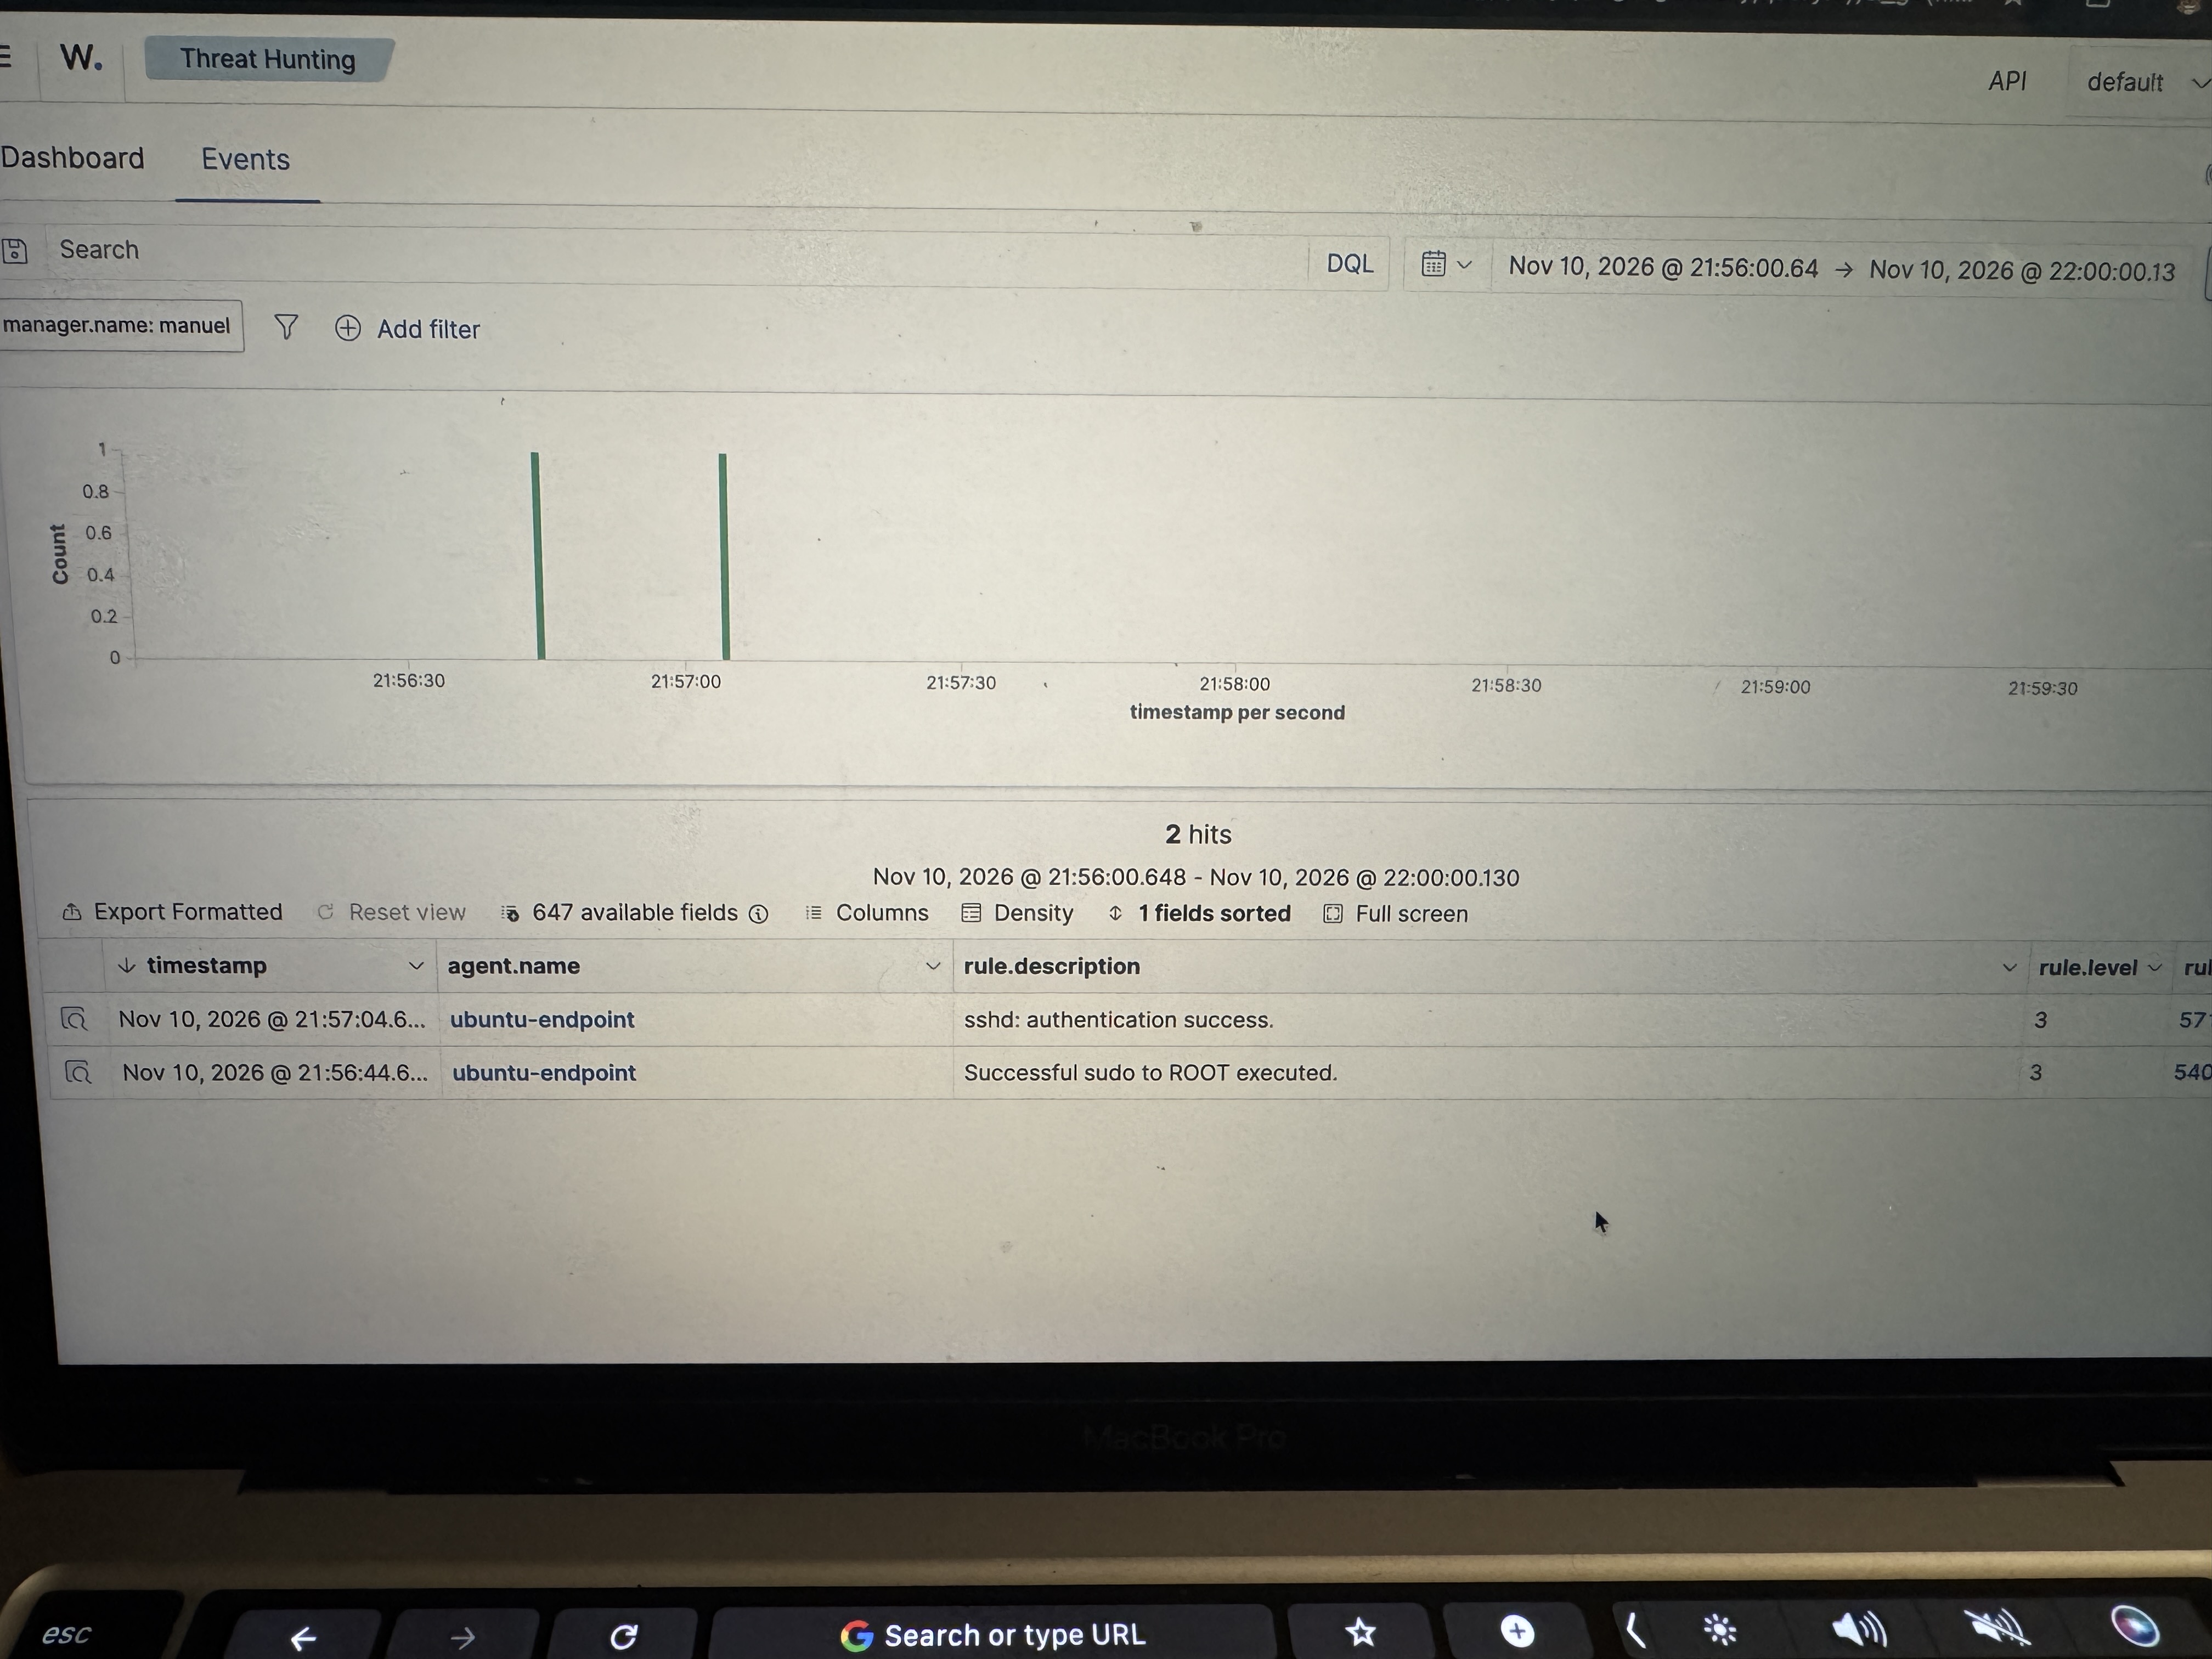 W. Threat Hunting API default
Dashboard Events
Search DQL Nov 10, 2026 @ 21:56:00.64 → Nov 10, 2026 @ 22:00:00.13
manager.name: manuel Add filter
1
0.8
0.6
0.4
0.2
0
Count
21:56:30 21:57:00 21:57:30 21:58:00 21:58:30 21:59:00 21:59:30
timestamp per second
2 hits
Nov 10, 2026 @ 21:56:00.648 - Nov 10, 2026 @ 22:00:00.130
Export Formatted Reset view 647 available fields Columns Density 1 fields sorted Full screen
timestamp agent.name rule.description rule.level rul
Nov 10, 2026 @ 21:57:04.6... ubuntu-endpoint sshd: authentication success. 3 57
Nov 10, 2026 @ 21:56:44.6... ubuntu-endpoint Successful sudo to ROOT executed. 3 540
MacBook Pro
esc Search or type URL